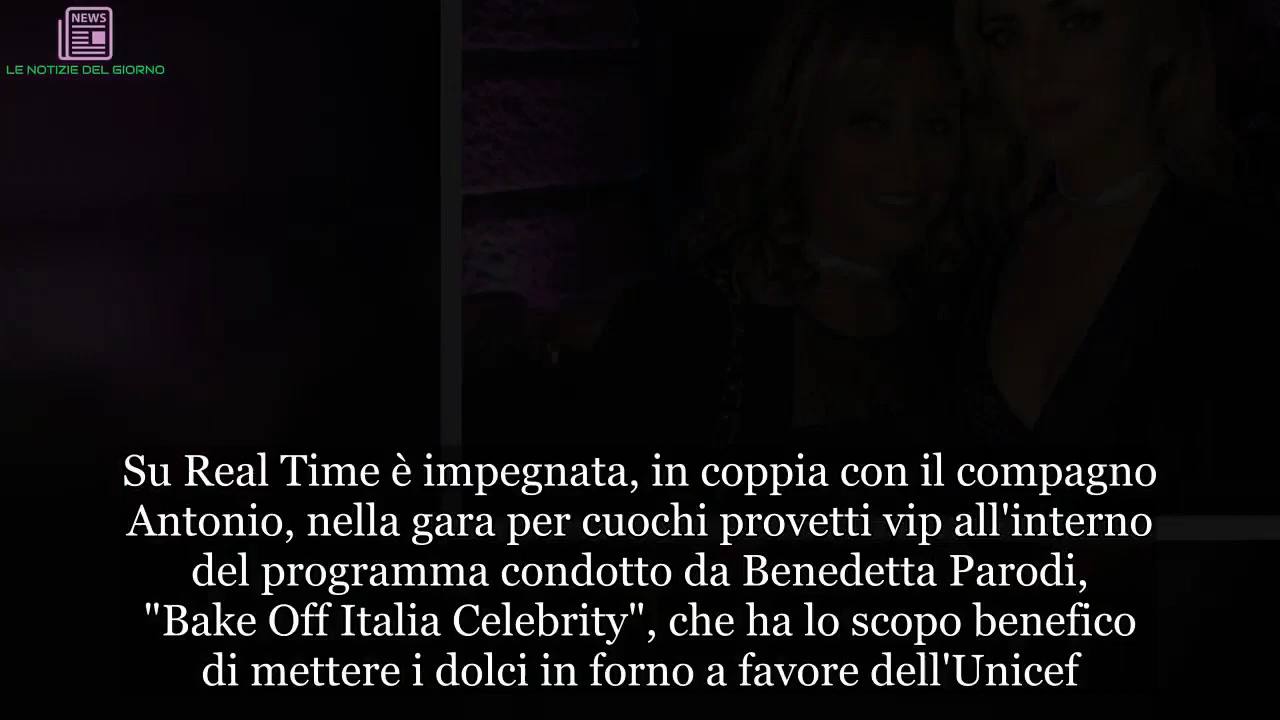 NEWS
LE NOTIZIE DEL GIORNO
Su Real Time è impegnata, in coppia con il compagno
Antonio, nella gara per cuochi provetti vip all'interno
del programma condotto da Benedetta Parodi,
"Bake Off Italia Celebrity", che ha lo scopo benefico
di mettere i dolci in forno a favore dell'Unicef